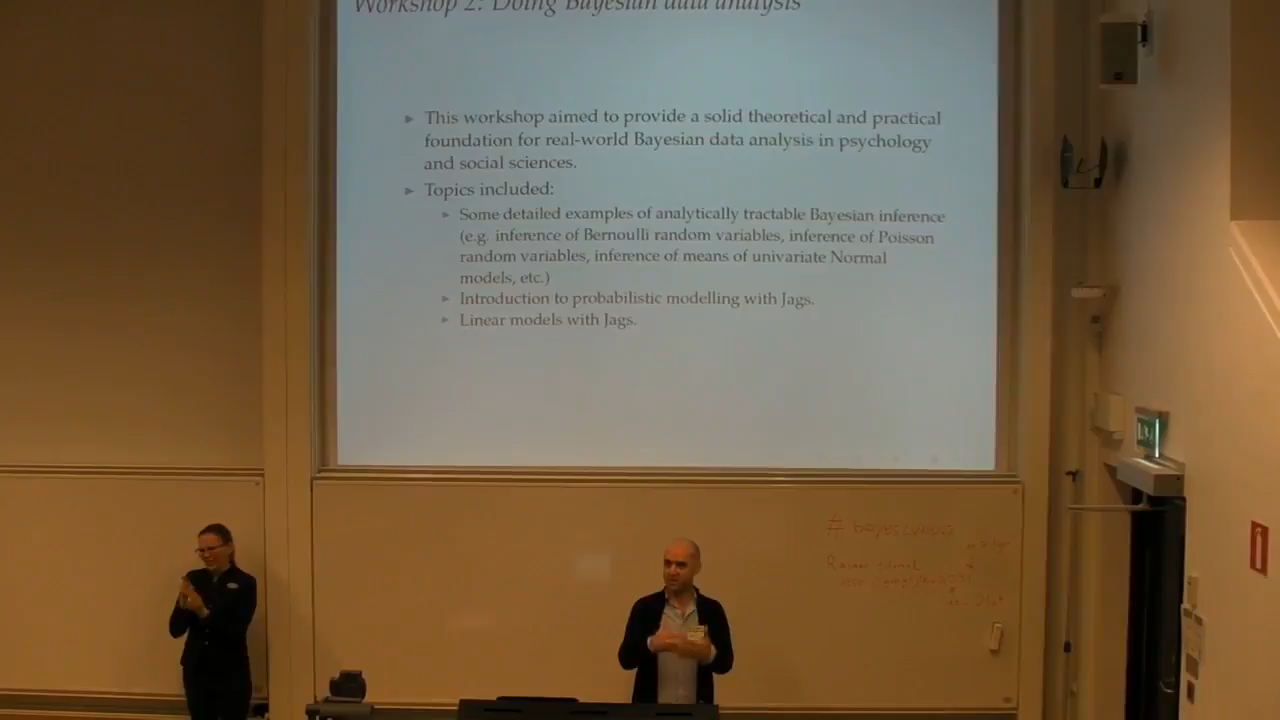 Workshop 2: Doing Bayesian data analysis
This workshop aimed to provide a solid theoretical and practical
foundation for real-world Bayesian data analysis in psychology
and social sciences.
Topics included:
Some detailed examples of analytically tractable Bayesian inference
(e.g. inference of Bernoulli random variables, inference of Poisson
random variables, inference of means of univariate Normal
models, etc.)
Introduction to probabilistic modelling with Jags.
Linear models with Jags.
#